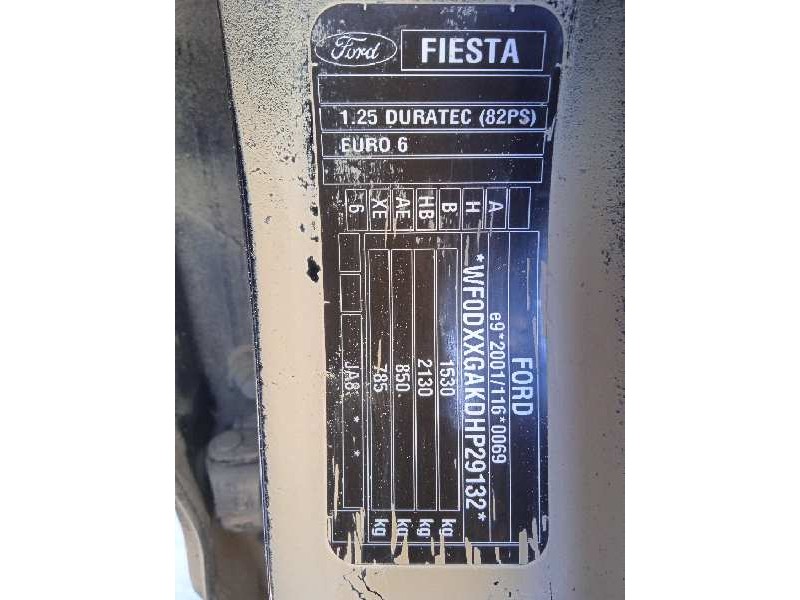 Ford
FIESTA
1.25 DURATEC (82PS)
EURO 6
FORD
e9*2001/116*0069
*WF0DXXGAKDHP29132*
A
H
B 1530 kg
HB 2130 kg
AE 850 kg
XE 785 kg
6 JA8 * *